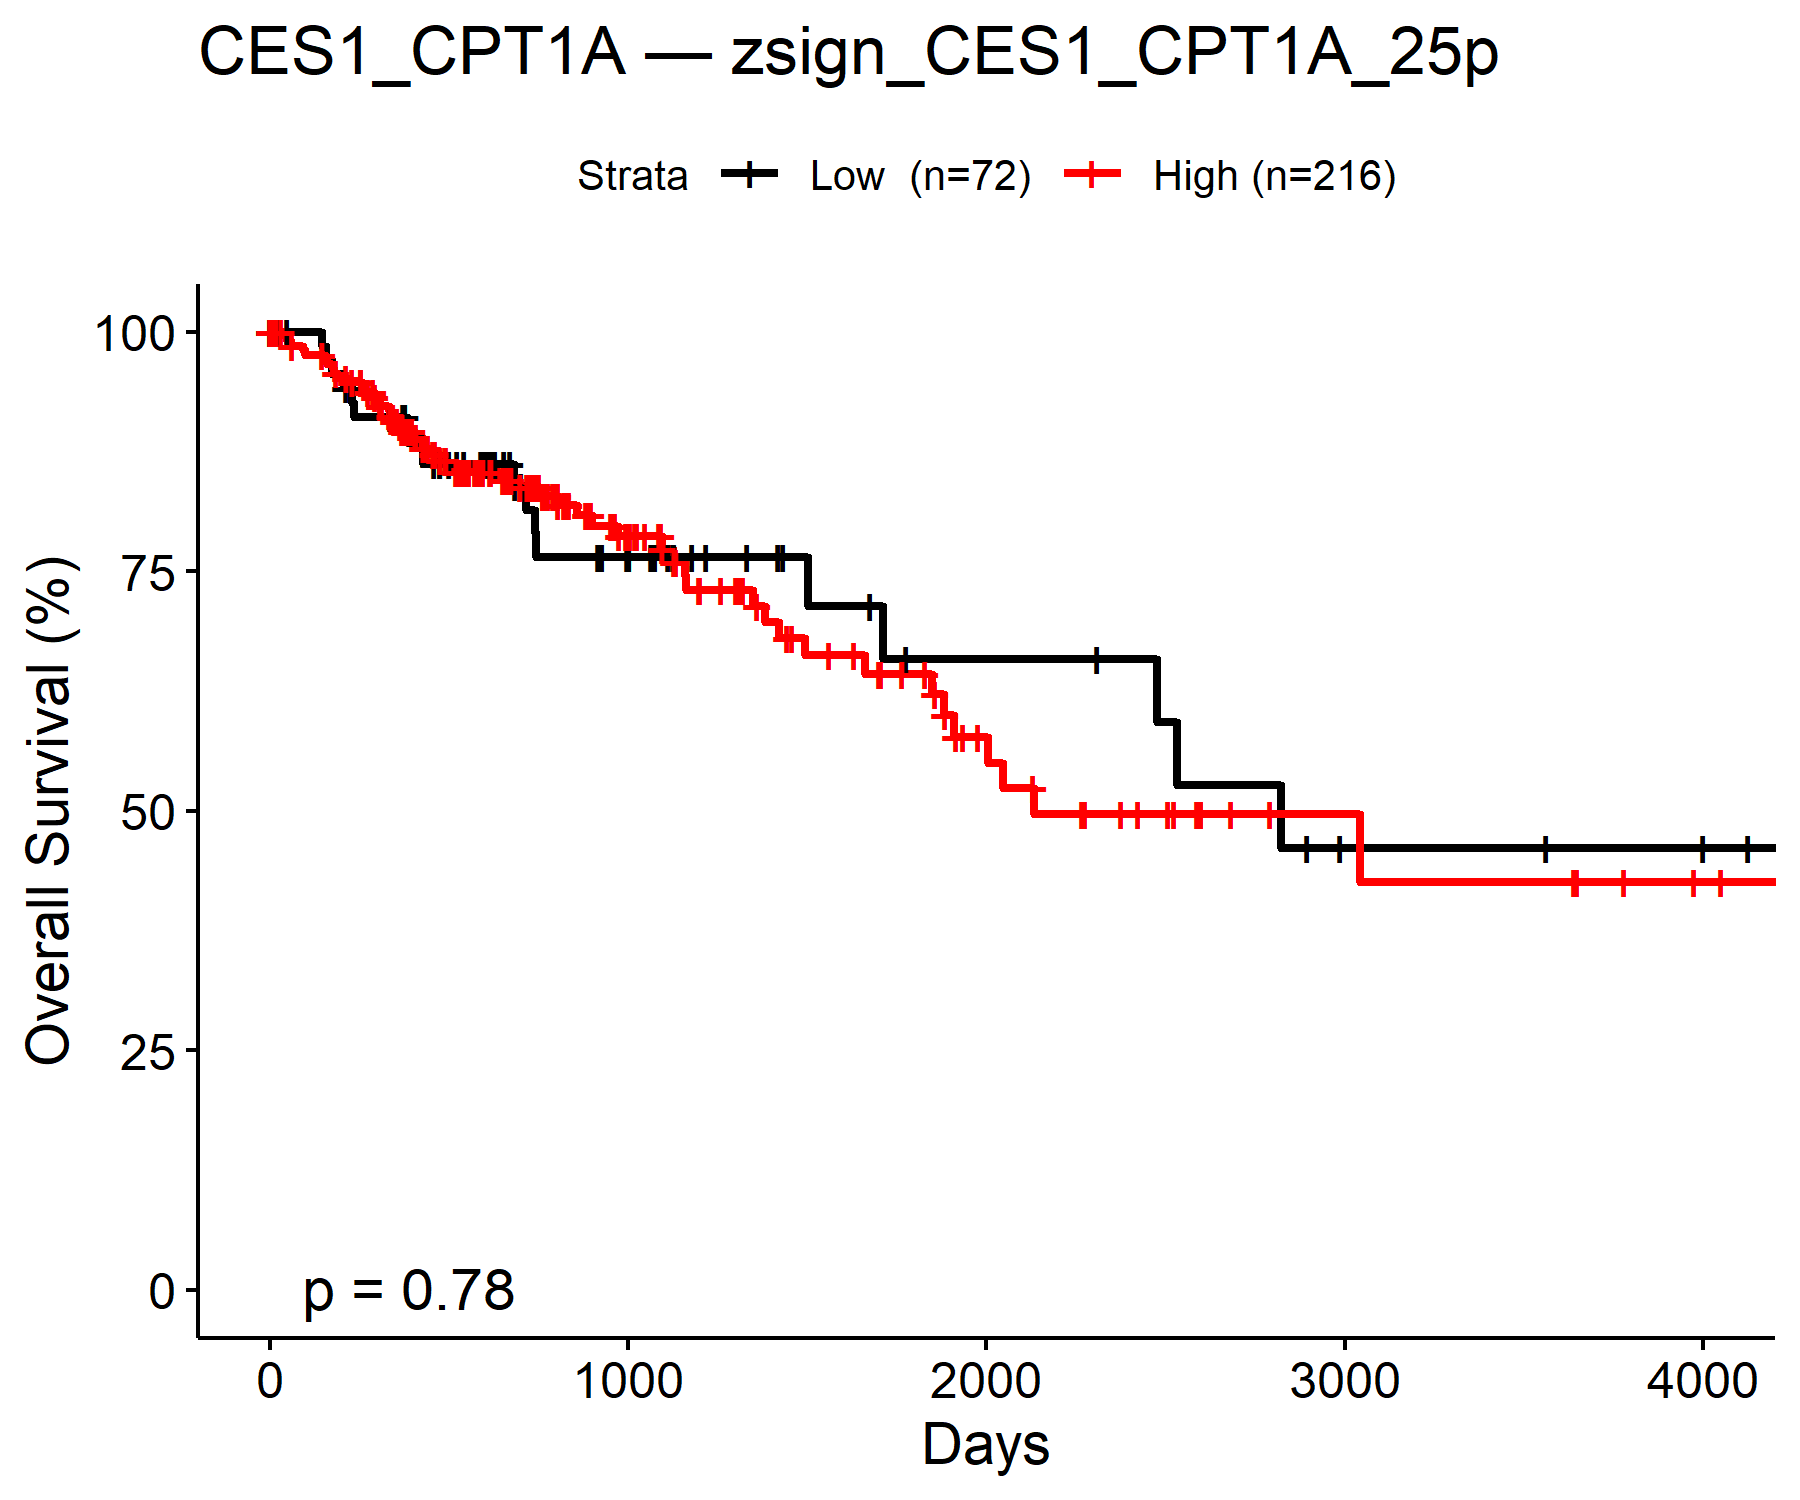 CES1_CPT1A — zsign_CES1_CPT1A_25p
Strata Low (n=72) High (n=216)
Overall Survival (%)
100
75
50
25
0
p = 0.78
0 1000 2000 3000 4000
Days